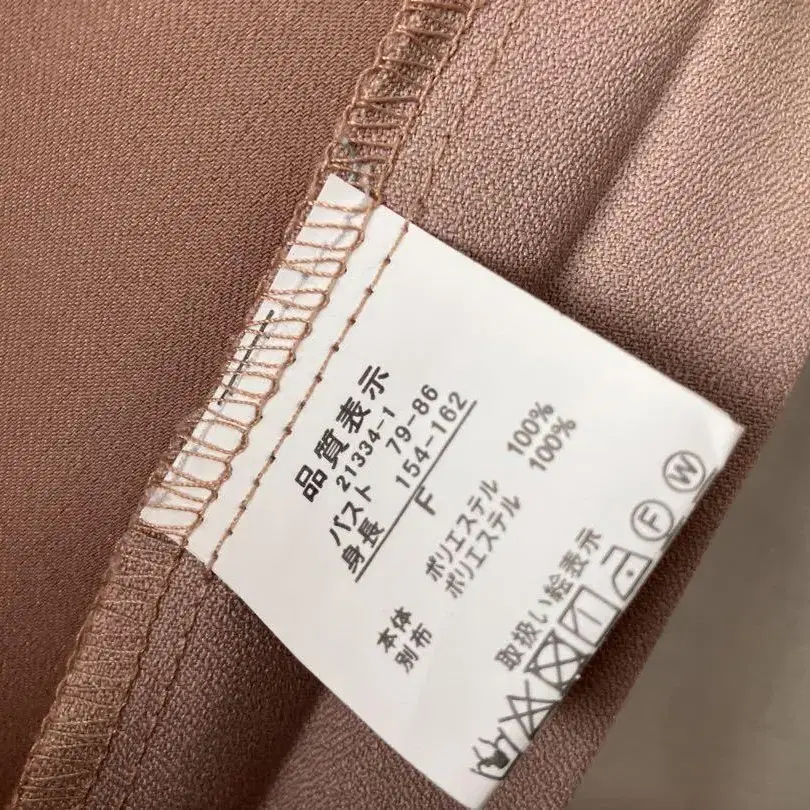 品質表示
21334-1
バスト 79-86
身長 154-162
F
本体 ポリエステル 100%
別布 ポリエステル 100%
取扱い絵表示
F W